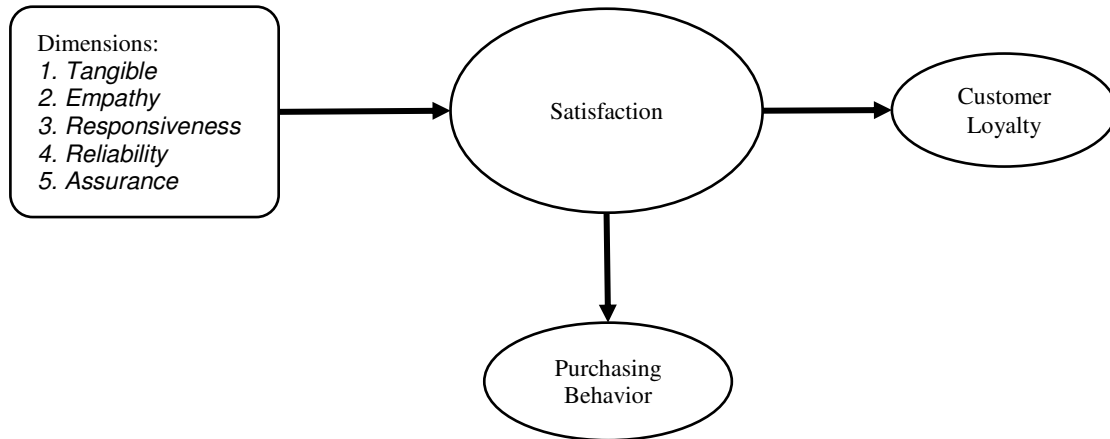 Dimensions:
1. Tangible
2. Empathy
3. Responsiveness
4. Reliability
5. Assurance
Satisfaction
Customer
Loyalty
Purchasing
Behavior